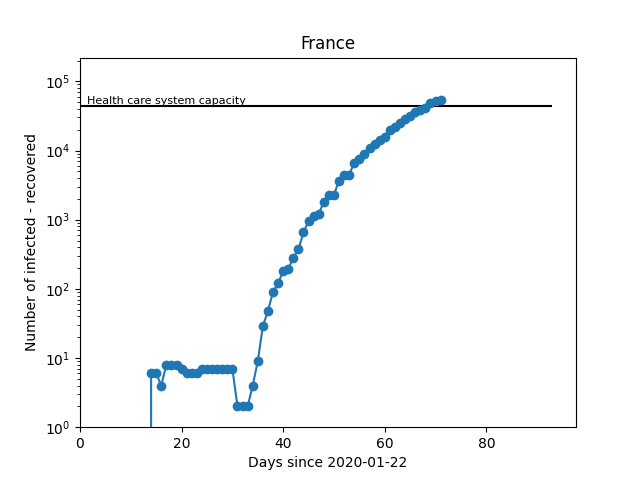 France
Number of infected - recovered
10^5
10^4
10^3
10^2
10^1
10^0
Health care system capacity
0 20 40 60 80
Days since 2020-01-22